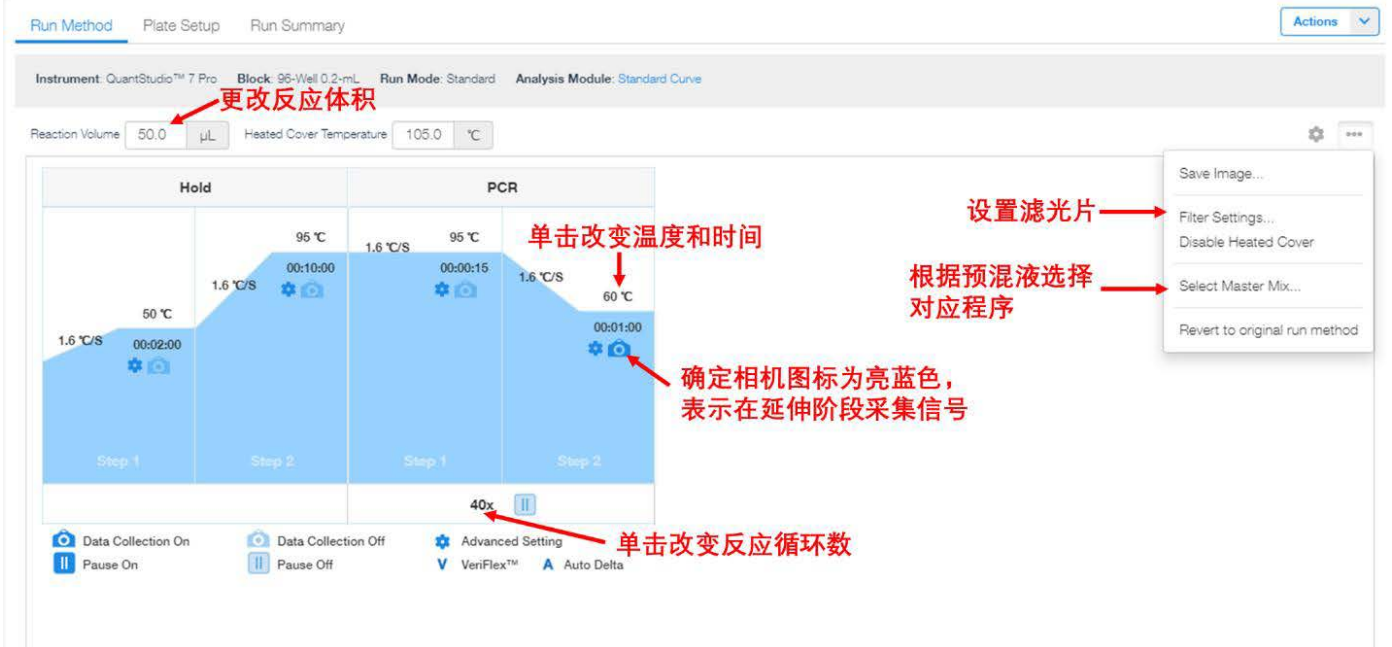 Run Method Plate Setup Run Summary Actions
Instrument: QuantStudio™ 7 Pro Block: 96-Well 0.2-mL Run Mode: Standard Analysis Module: Standard Curve
更改反应体积
Reaction Volume 50.0 µL Heated Cover Temperature 105.0 ℃
Save Image...
Hold PCR
设置滤光片
Filter Settings...
Disable Heated Cover
单击改变温度和时间
根据预混液选择
对应程序
Select Master Mix...
Revert to original run method
1.6 ℃/S 50 ℃ 00:02:00
1.6 ℃/S 95 ℃ 00:10:00
1.6 ℃/S 95 ℃ 00:00:15
1.6 ℃/S 60 ℃ 00:01:00
确定相机图标为亮蓝色，
表示在延伸阶段采集信号
Step 1 Step 2 Step 1 Step 2
40x
单击改变反应循环数
Data Collection On Data Collection Off Advanced Setting
Pause On Pause Off V VeriFlex™ A Auto Delta